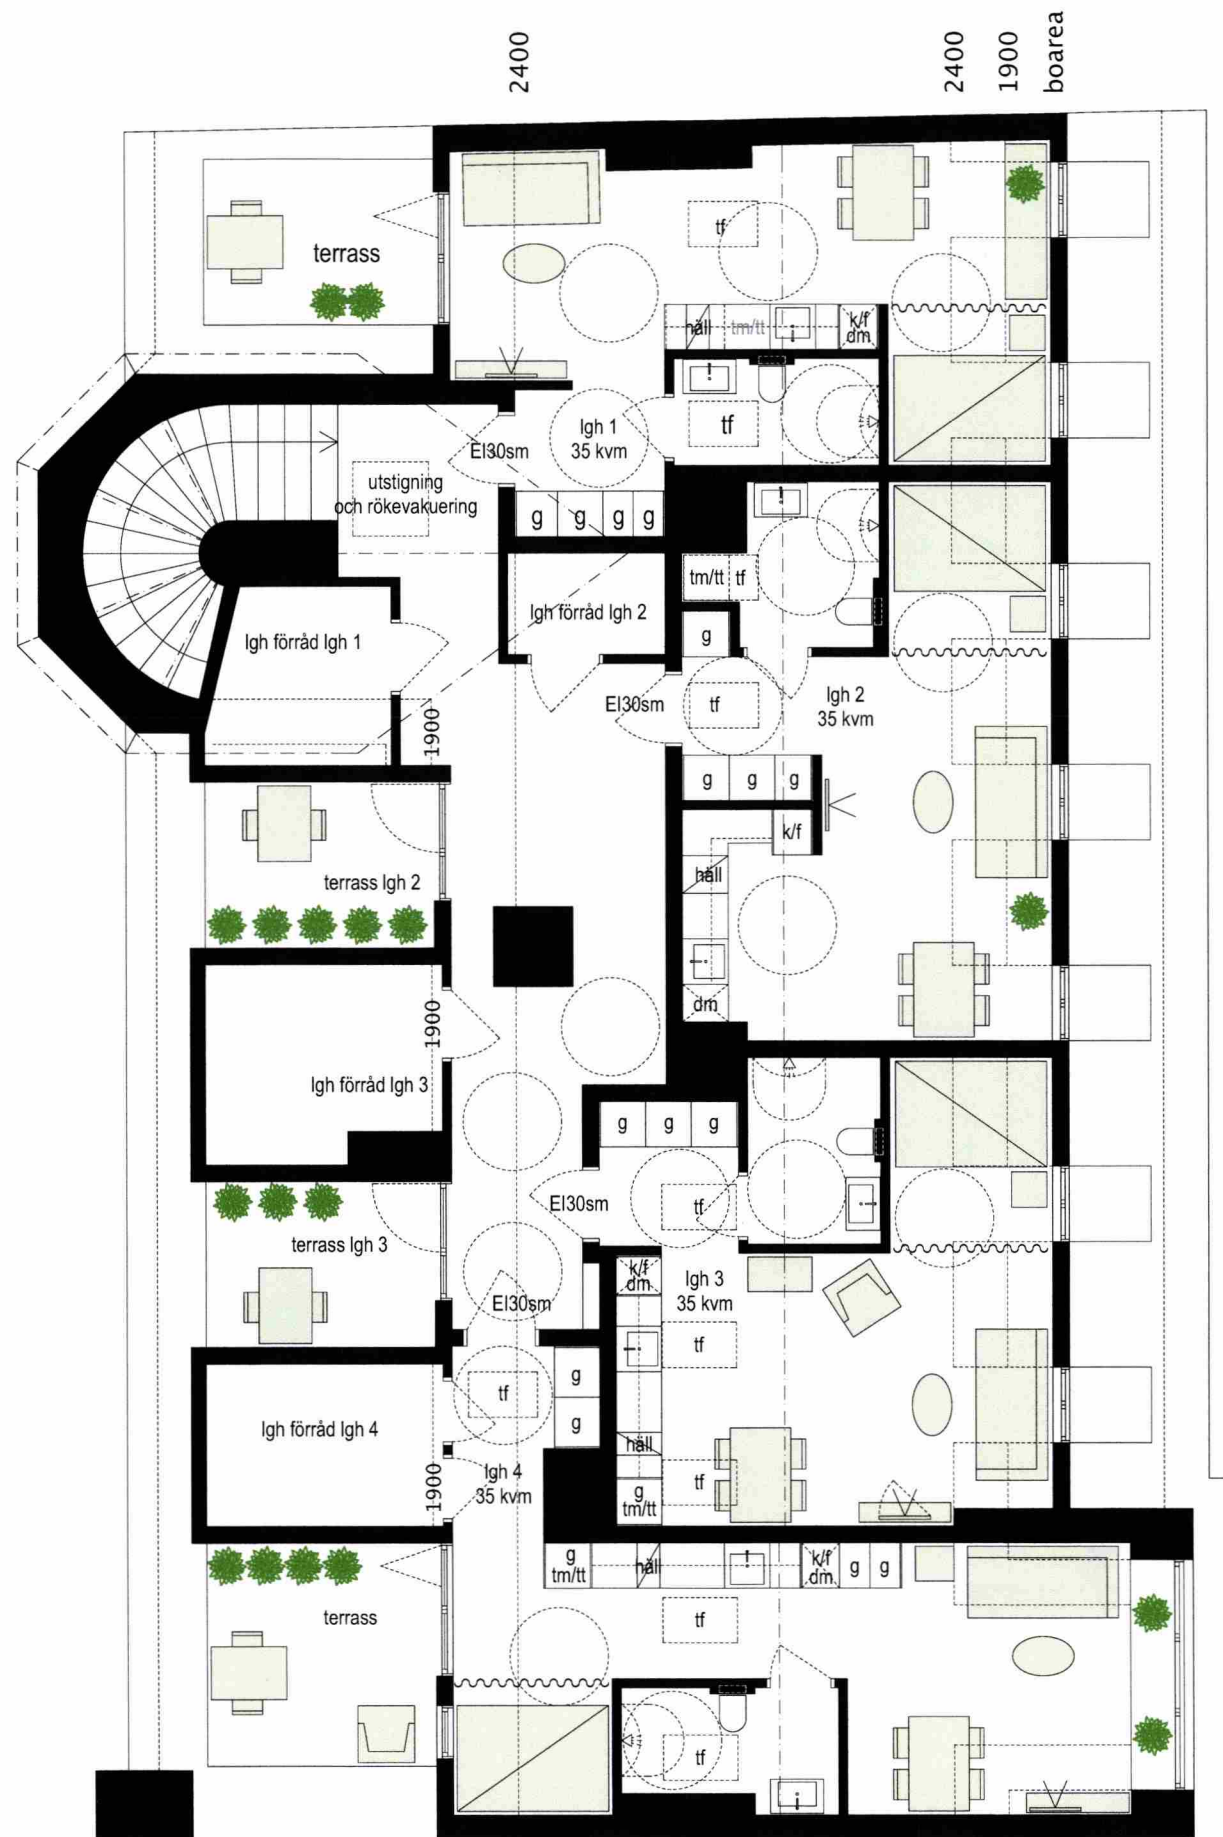 2400
2400
1900
boarea
terrass
tf
häll
tm/tt
k/f
dm
tf
lgh 1
35 kvm
EI30sm
utstigning
och rökevakuering
g
g
g
g
tm/tt
tf
lgh förråd lgh 2
g
lgh förråd lgh 1
EI30sm
tf
lgh 2
35 kvm
1900
g
g
g
k/f
häll
terrass lgh 2
dm
1900
lgh förråd lgh 3
g
g
g
EI30sm
tf
terrass lgh 3
k/f
dm
lgh 3
35 kvm
EI30sm
tf
g
tf
g
lgh förråd lgh 4
häll
lgh 4
35 kvm
1900
tf
g
tm/tt
g
tm/tt
häll
k/f
dm
g
g
terrass
tf
tf